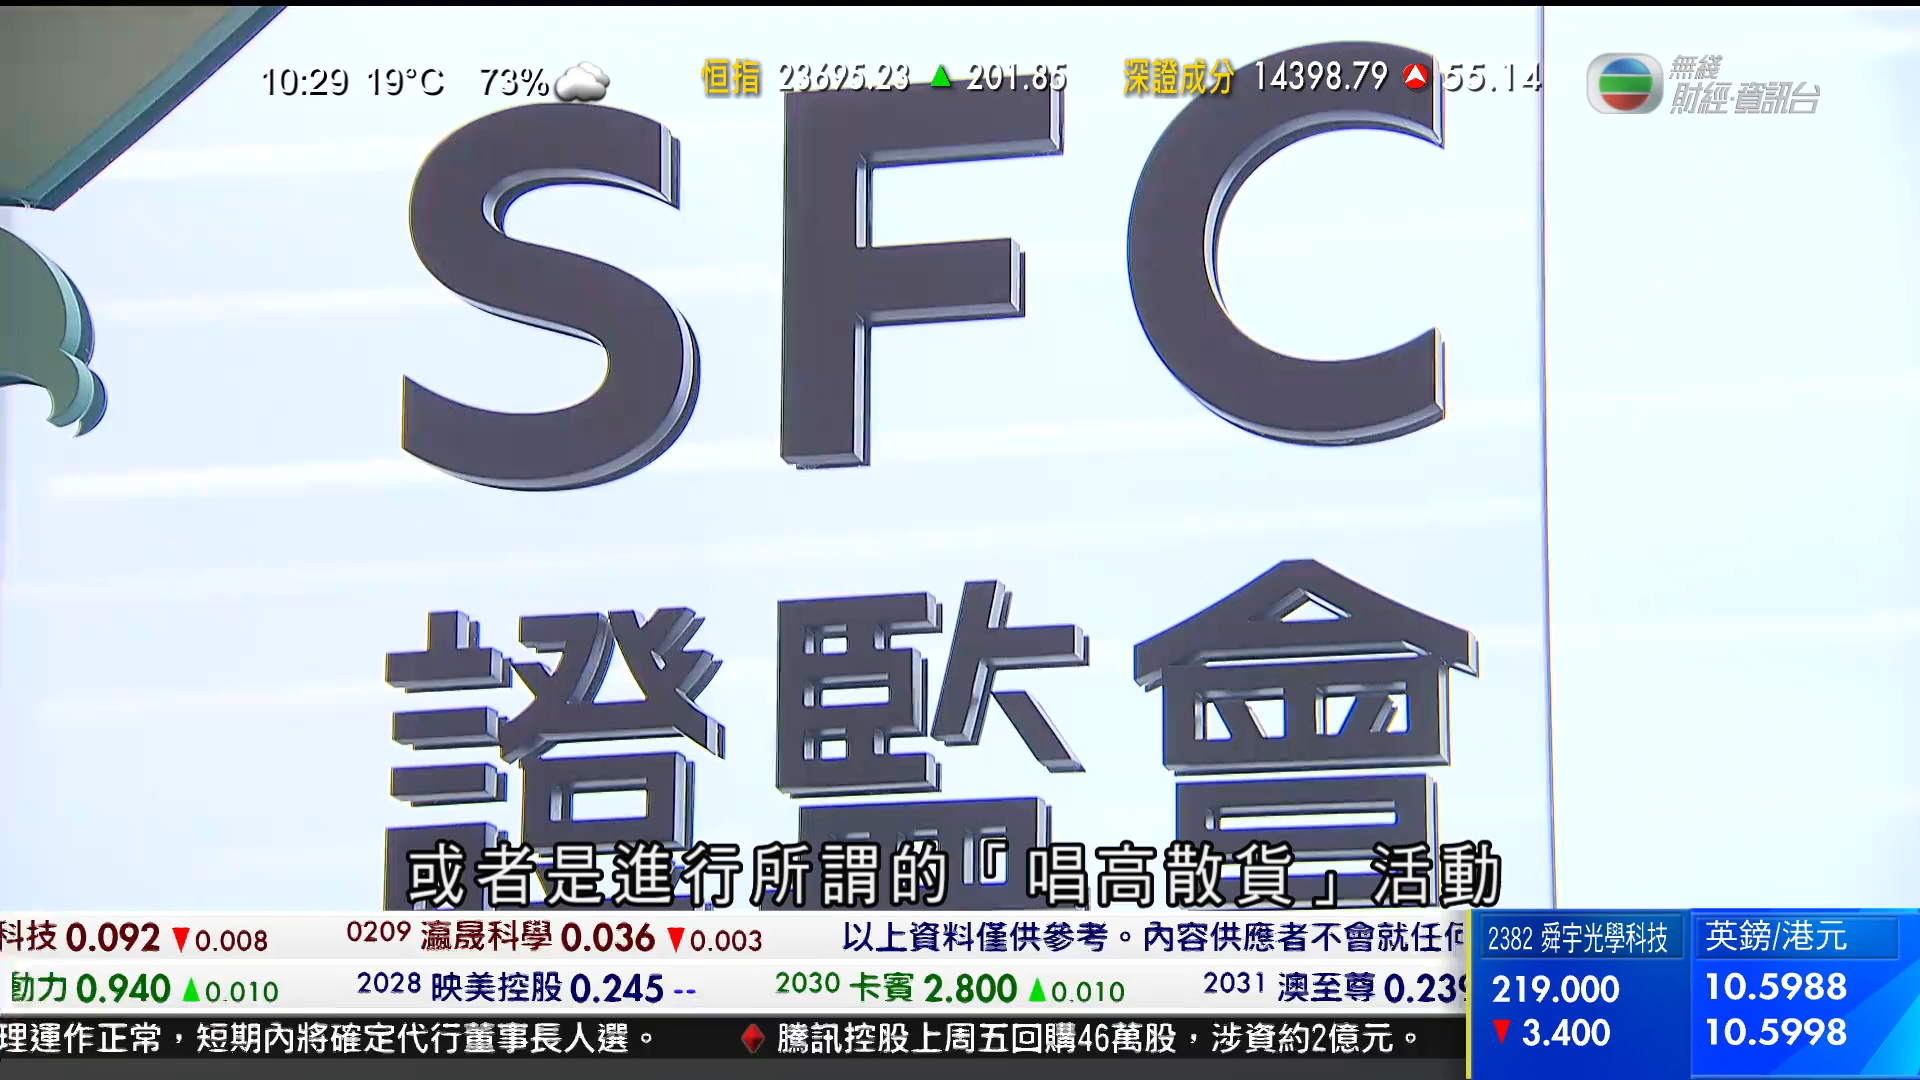 10:29 19°C 73%
恒指 23695.23 ▲ 201.85
深證成分 14398.79 55.14
無綫
財經·資訊台
SFC
證監會
或者是進行所謂的『唱高散貨」活動
科技 0.092 ▼0.008 0209 瀛晟科學 0.036 ▼0.003 以上資料僅供參考。內容供應者不會就任何
動力 0.940 ▲0.010 2028 映美控股 0.245 -- 2030 卡賓 2.800 ▲0.010 2031 澳至尊 0.239
理運作正常，短期內將確定代行董事長人選。 騰訊控股上周五回購46萬股，涉資約2億元。
2382 舜宇光學科技
219.000
▼ 3.400
英鎊/港元
10.5988
10.5998